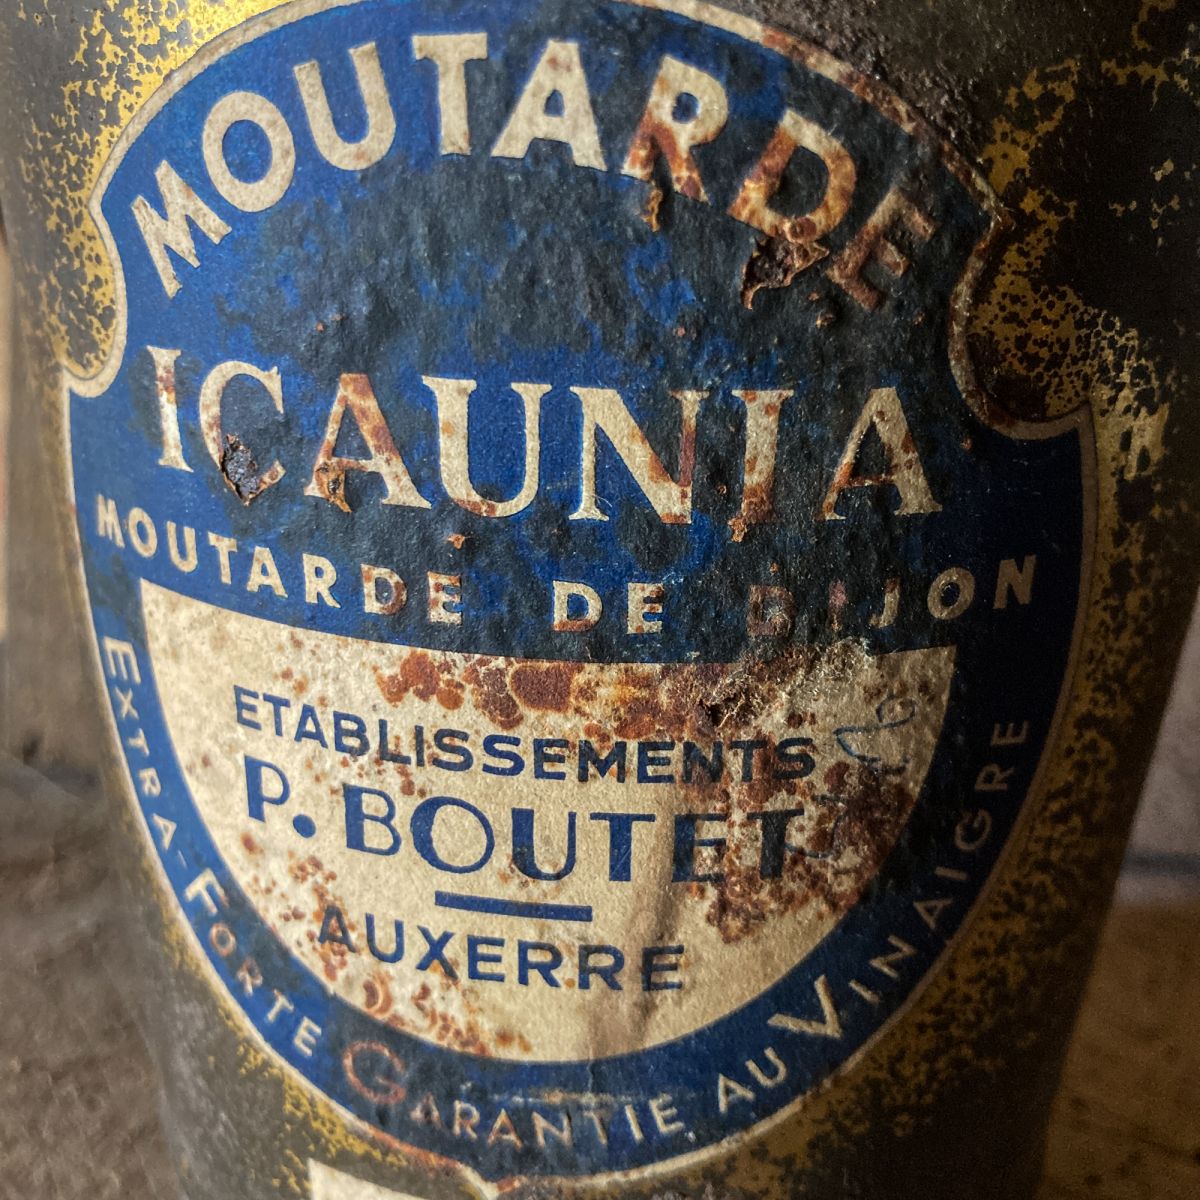 MOUTARDE
ICAUNIA
MOUTARDE DE DIJON
ETABLISSEMENTS
P. BOUTET
AUXERRE
EXTRA-FORTE GARANTIE AU VINAIGRE